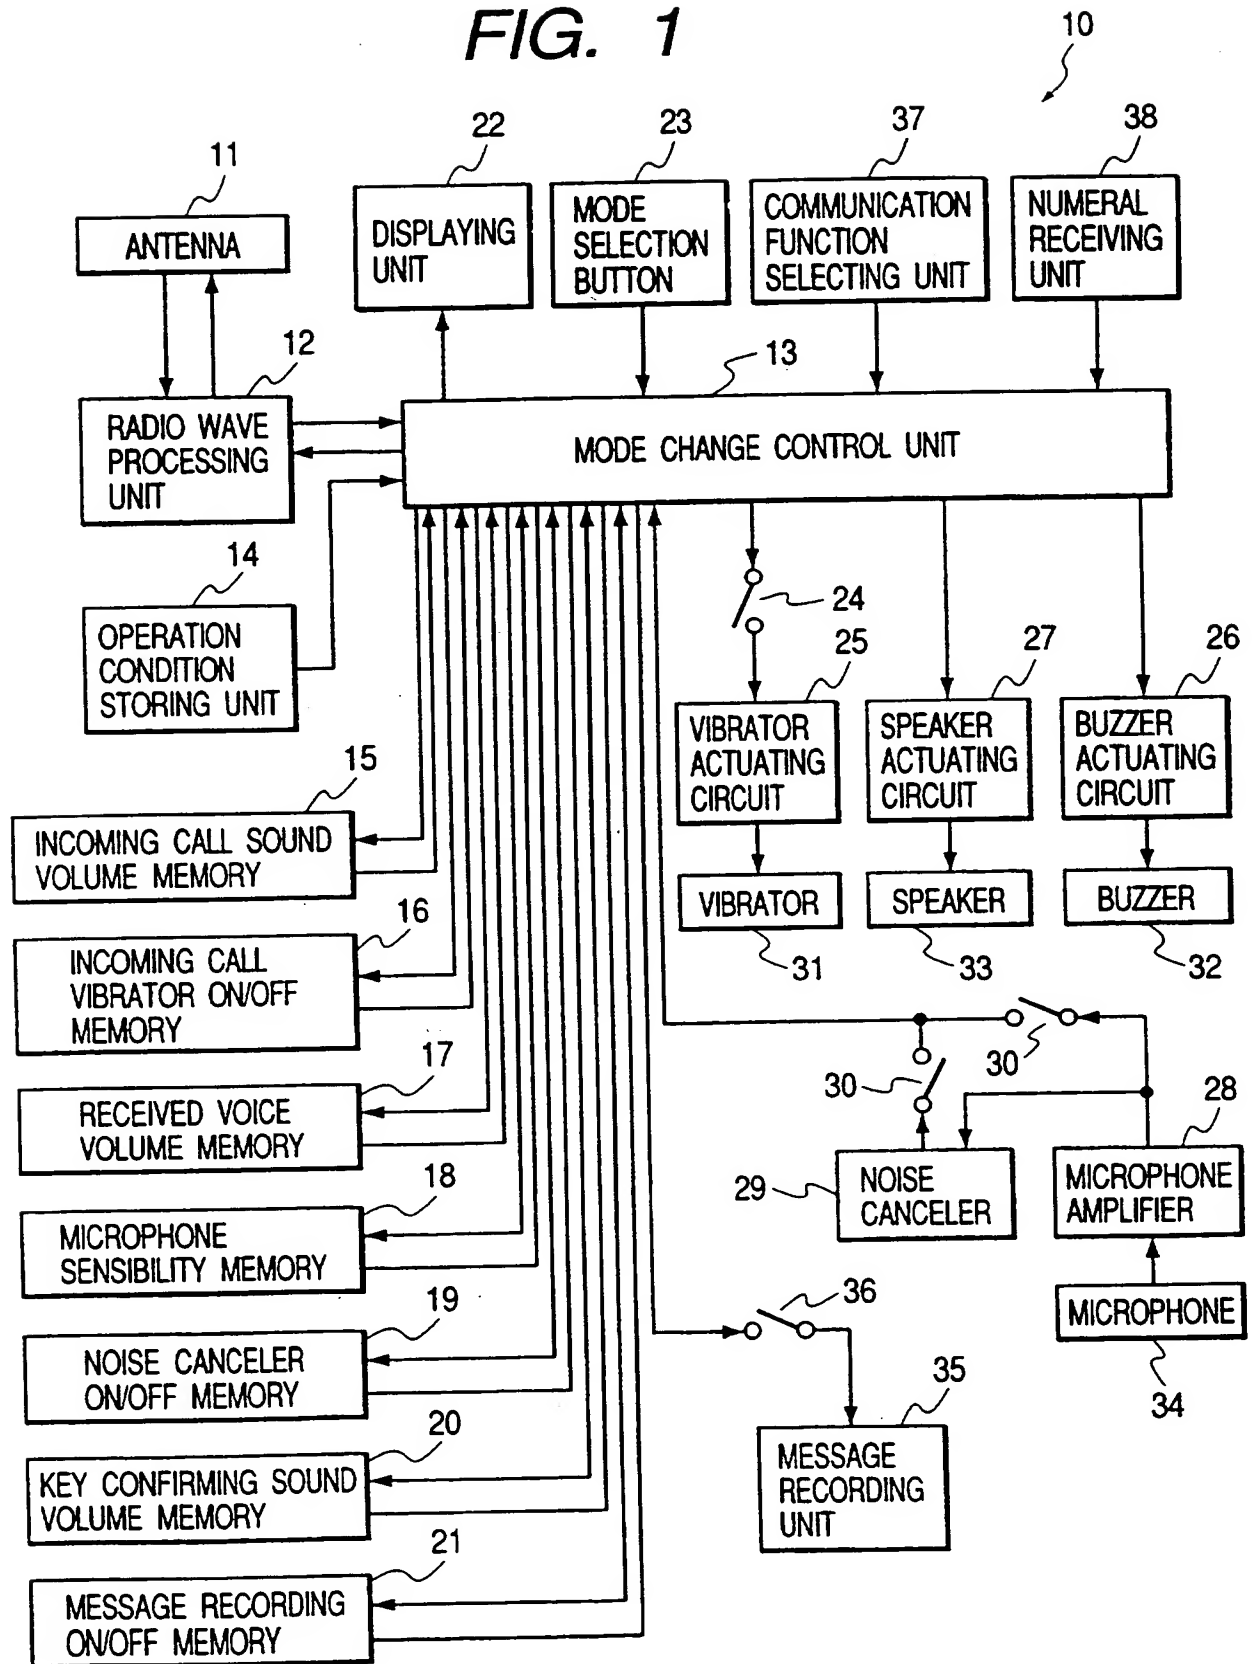 FIG. 1
10
22
23
37
38
11
DISPLAYING
UNIT
MODE
SELECTION
BUTTON
COMMUNICATION
FUNCTION
SELECTING UNIT
NUMERAL
RECEIVING
UNIT
ANTENNA
12
13
RADIO WAVE
PROCESSING
UNIT
MODE CHANGE CONTROL UNIT
14
OPERATION
CONDITION
STORING UNIT
24
25
27
26
VIBRATOR
ACTUATING
CIRCUIT
SPEAKER
ACTUATING
CIRCUIT
BUZZER
ACTUATING
CIRCUIT
15
INCOMING CALL SOUND
VOLUME MEMORY
VIBRATOR
SPEAKER
BUZZER
31
33
32
16
INCOMING CALL
VIBRATOR ON/OFF
MEMORY
30
30
17
RECEIVED VOICE
VOLUME MEMORY
28
29
NOISE
CANCELER
MICROPHONE
AMPLIFIER
18
MICROPHONE
SENSIBILITY MEMORY
36
MICROPHONE
34
19
NOISE CANCELER
ON/OFF MEMORY
35
MESSAGE
RECORDING
UNIT
20
KEY CONFIRMING SOUND
VOLUME MEMORY
21
MESSAGE RECORDING
ON/OFF MEMORY